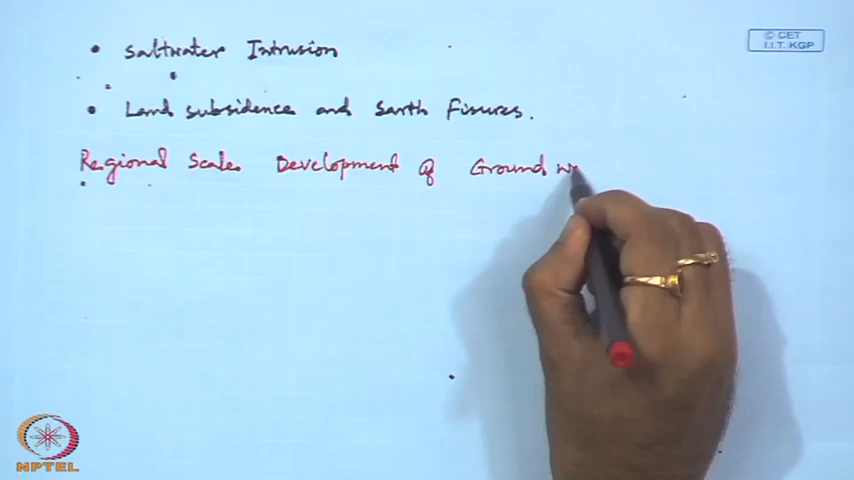 © CET
I.I.T. KGP
• Saltwater Intrusion
• Land subsidence and Earth Fissures.
Regional Scale Development of Ground w
NPTEL